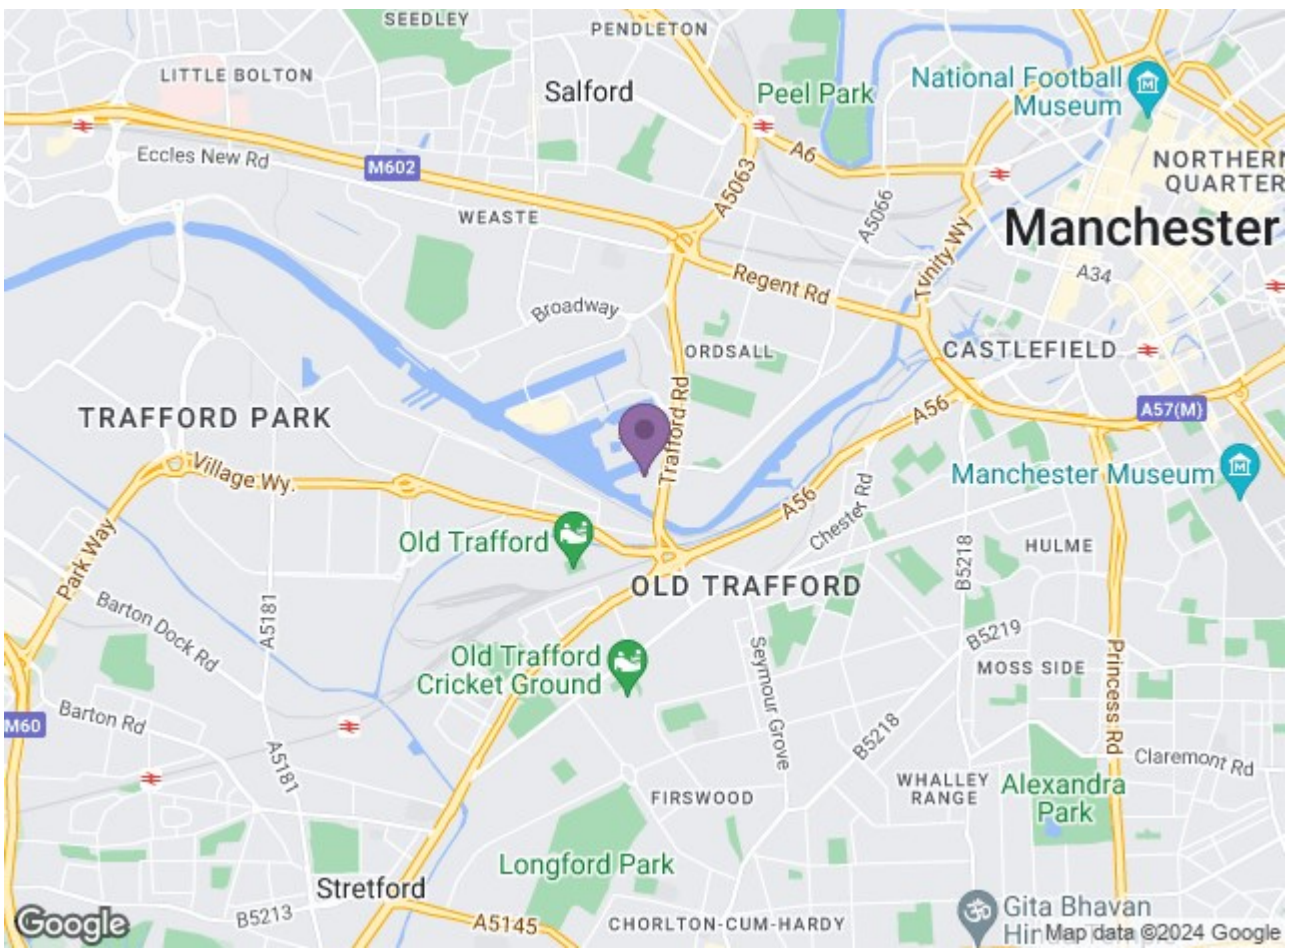 SEEDLEY
PENDLETON
LITTLE BOLTON
Salford
Peel Park
National Football
Museum
Eccles New Rd
M602
A6
A5063
A5066
NORTHERN
QUARTER
WEASTE
Manchester
Trinity Wy
A34
Regent Rd
Broadway
ORDSALL
CASTLEFIELD
TRAFFORD PARK
Trafford Rd
A56
A57(M)
Village Wy.
Manchester Museum
A56
Chester Rd
Park Way
Old Trafford
B5218
HULME
OLD TRAFFORD
Barton Dock Rd
A5181
Old Trafford
Cricket Ground
Seymour Grove
B5219
MOSS SIDE
Princess Rd
M60
Barton Rd
A5181
B5218
Claremont Rd
WHALLEY
RANGE
Alexandra
Park
FIRSWOOD
Longford Park
Stretford
B5213
A5145
CHORLTON-CUM-HARDY
Gita Bhavan
Google
Map data ©2024 Google